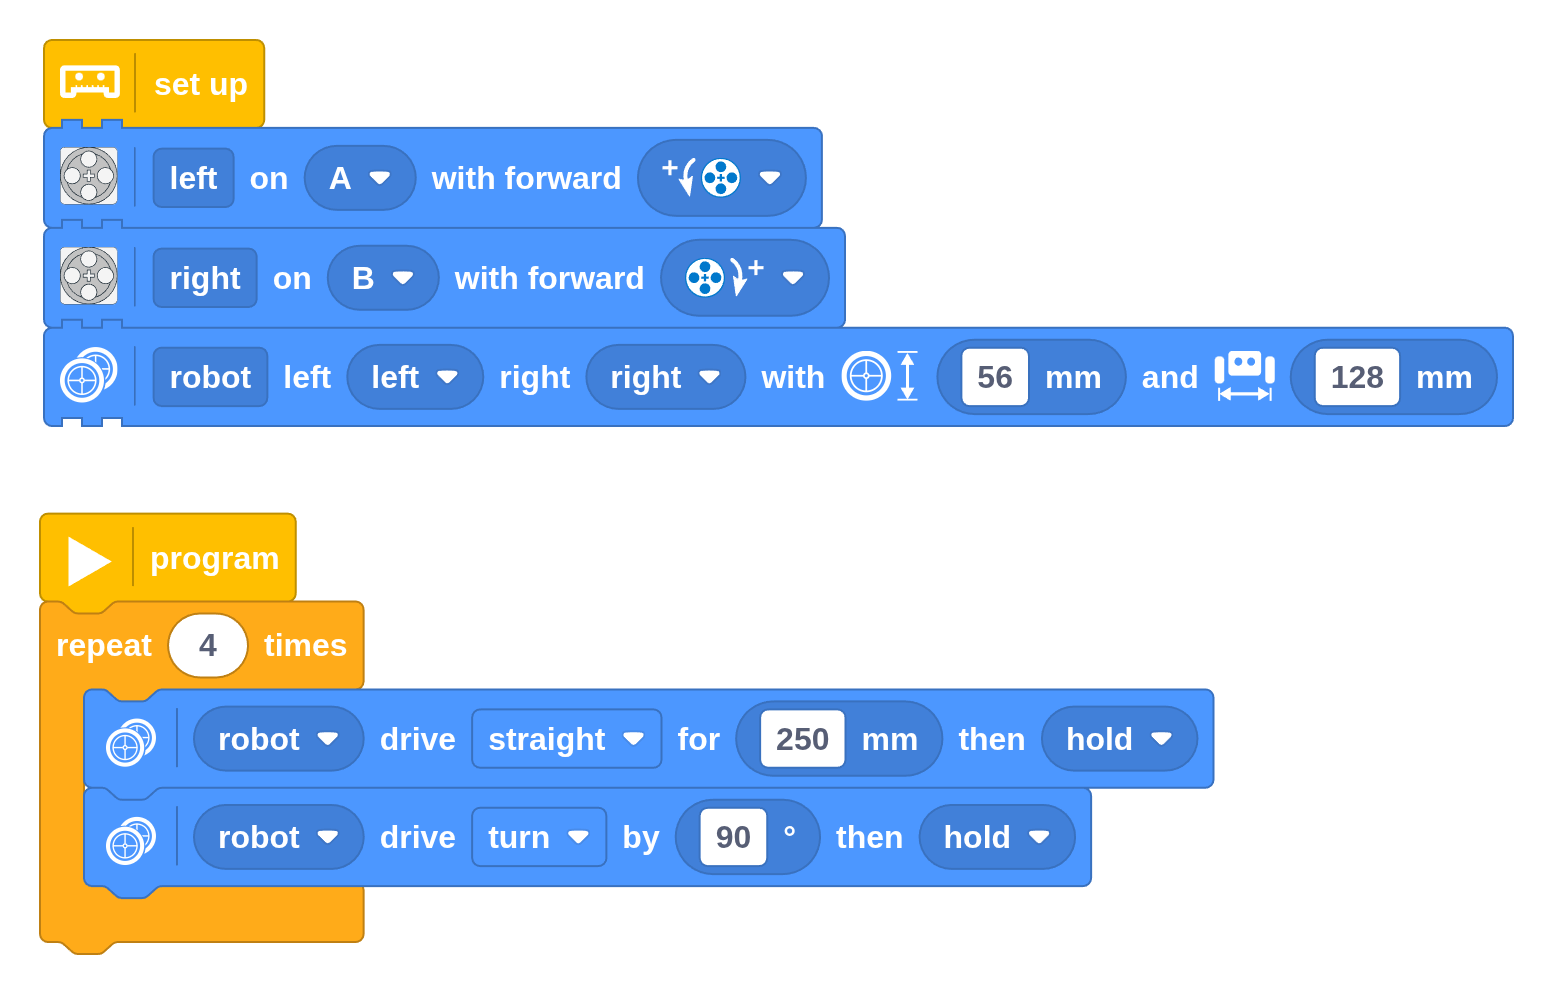 set up
left on A with forward +
right on B with forward +
robot left left right right with 56 mm and 128 mm
program
repeat 4 times
robot drive straight for 250 mm then hold
robot drive turn by 90 ° then hold